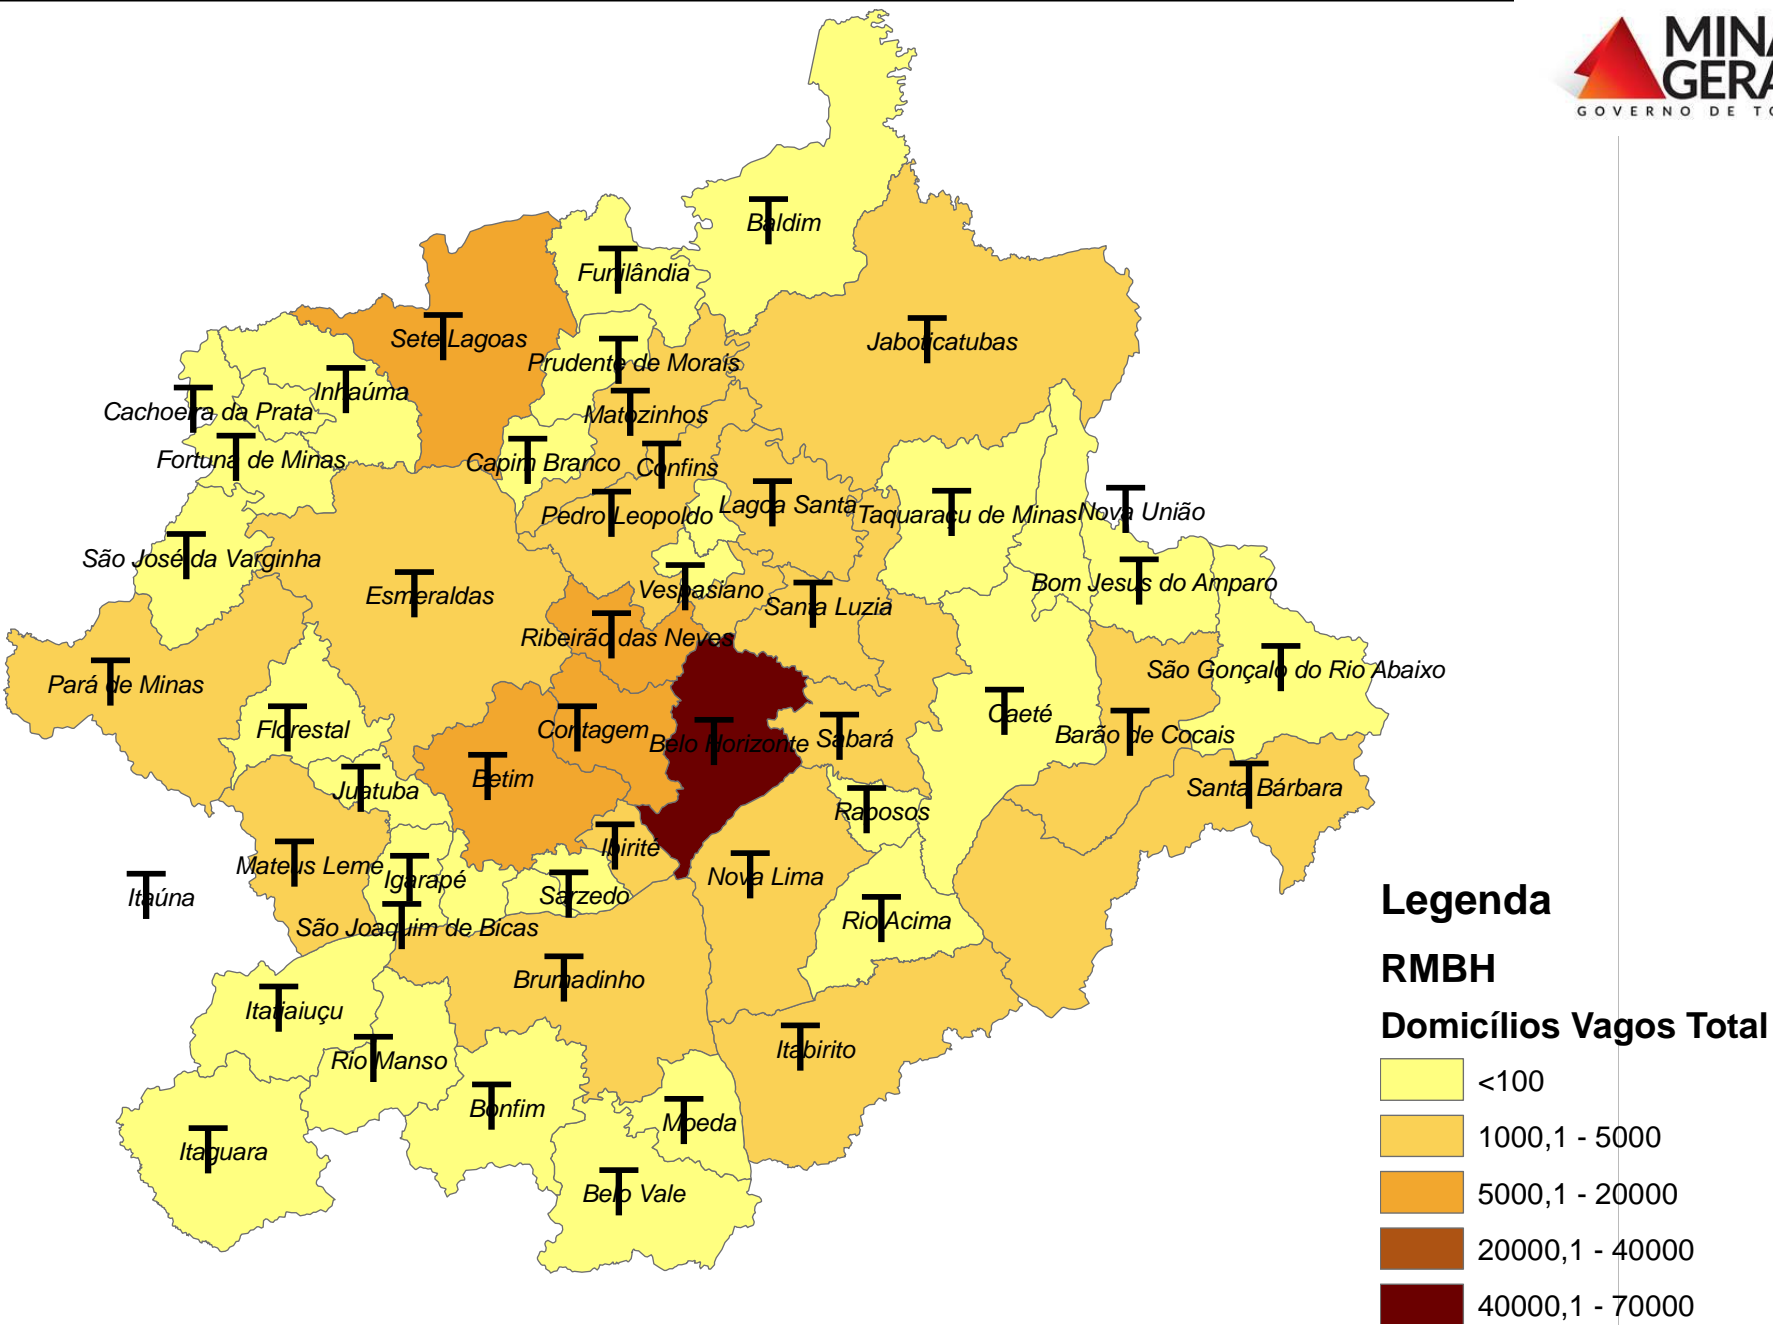 MINA
GERA
GOVERNO DE TO
Baldim
Funilândia
Sete Lagoas
Jaboticatubas
Prudente de Morais
Inhaúma
Cachoeira da Prata
Matozinhos
Fortuna de Minas
Capim Branco
Confins
Pedro Leopoldo
Lagoa Santa
Taquaraçu de Minas
Nova União
São José da Varginha
Esmeraldas
Vespasiano
Santa Luzia
Bom Jesus do Amparo
Ribeirão das Neves
São Gonçalo do Rio Abaixo
Pará de Minas
Florestal
Contagem
Belo Horizonte
Sabará
Caeté
Barão de Cocais
Betim
Juatuba
Santa Bárbara
Raposos
Ibirité
Mateus Leme
Igarapé
Nova Lima
Itaúna
Sarzedo
São Joaquim de Bicas
Rio Acima
Brumadinho
Itatiaiuçu
Itabirito
Rio Manso
Bonfim
Moeda
Itaguara
Belo Vale
Legenda
RMBH
Domicílios Vagos Total
<100
1000,1 - 5000
5000,1 - 20000
20000,1 - 40000
40000,1 - 70000